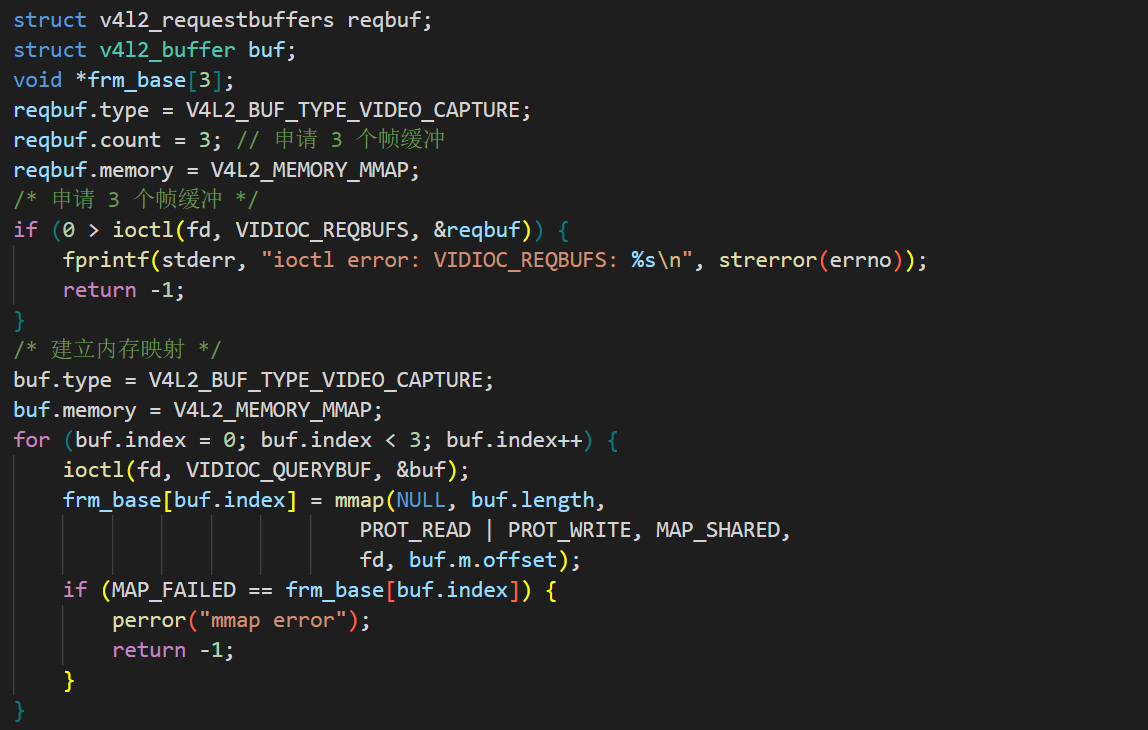 struct v4l2_requestbuffers reqbuf;
struct v4l2_buffer buf;
void *frm_base[3];
reqbuf.type = V4L2_BUF_TYPE_VIDEO_CAPTURE;
reqbuf.count = 3; // 申请 3 个帧缓冲
reqbuf.memory = V4L2_MEMORY_MMAP;
/* 申请 3 个帧缓冲 */
if (0 > ioctl(fd, VIDIOC_REQBUFS, &reqbuf)) {
    fprintf(stderr, "ioctl error: VIDIOC_REQBUFS: %s\n", strerror(errno));
    return -1;
}
/* 建立内存映射 */
buf.type = V4L2_BUF_TYPE_VIDEO_CAPTURE;
buf.memory = V4L2_MEMORY_MMAP;
for (buf.index = 0; buf.index < 3; buf.index++) {
    ioctl(fd, VIDIOC_QUERYBUF, &buf);
    frm_base[buf.index] = mmap(NULL, buf.length,
                            PROT_READ | PROT_WRITE, MAP_SHARED,
                            fd, buf.m.offset);
    if (MAP_FAILED == frm_base[buf.index]) {
        perror("mmap error");
        return -1;
    }
}